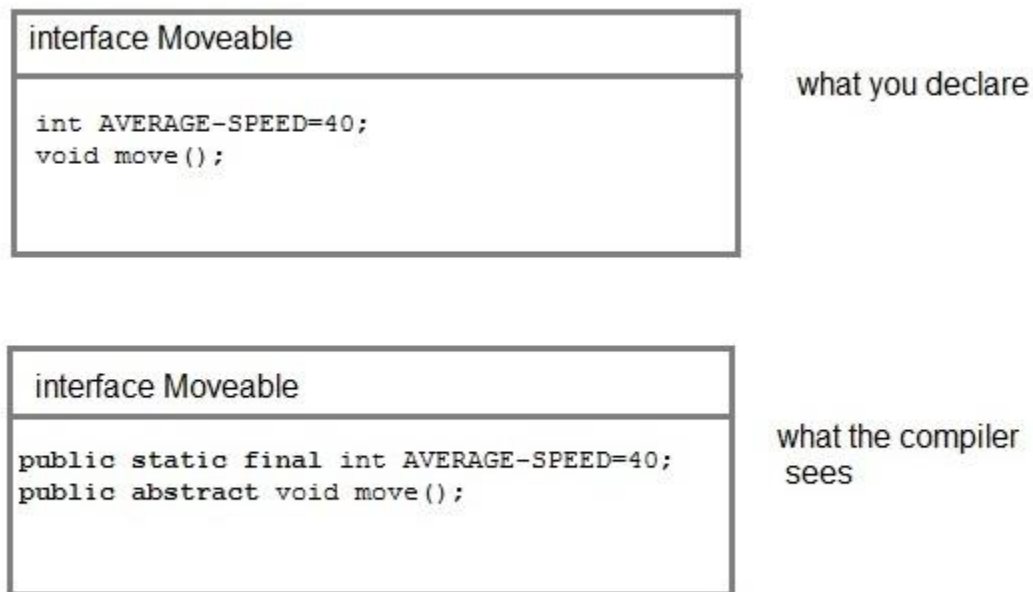 interface Moveable
what you declare
int AVERAGE-SPEED=40;
void move();
interface Moveable
what the compiler
sees
public static final int AVERAGE-SPEED=40;
public abstract void move();